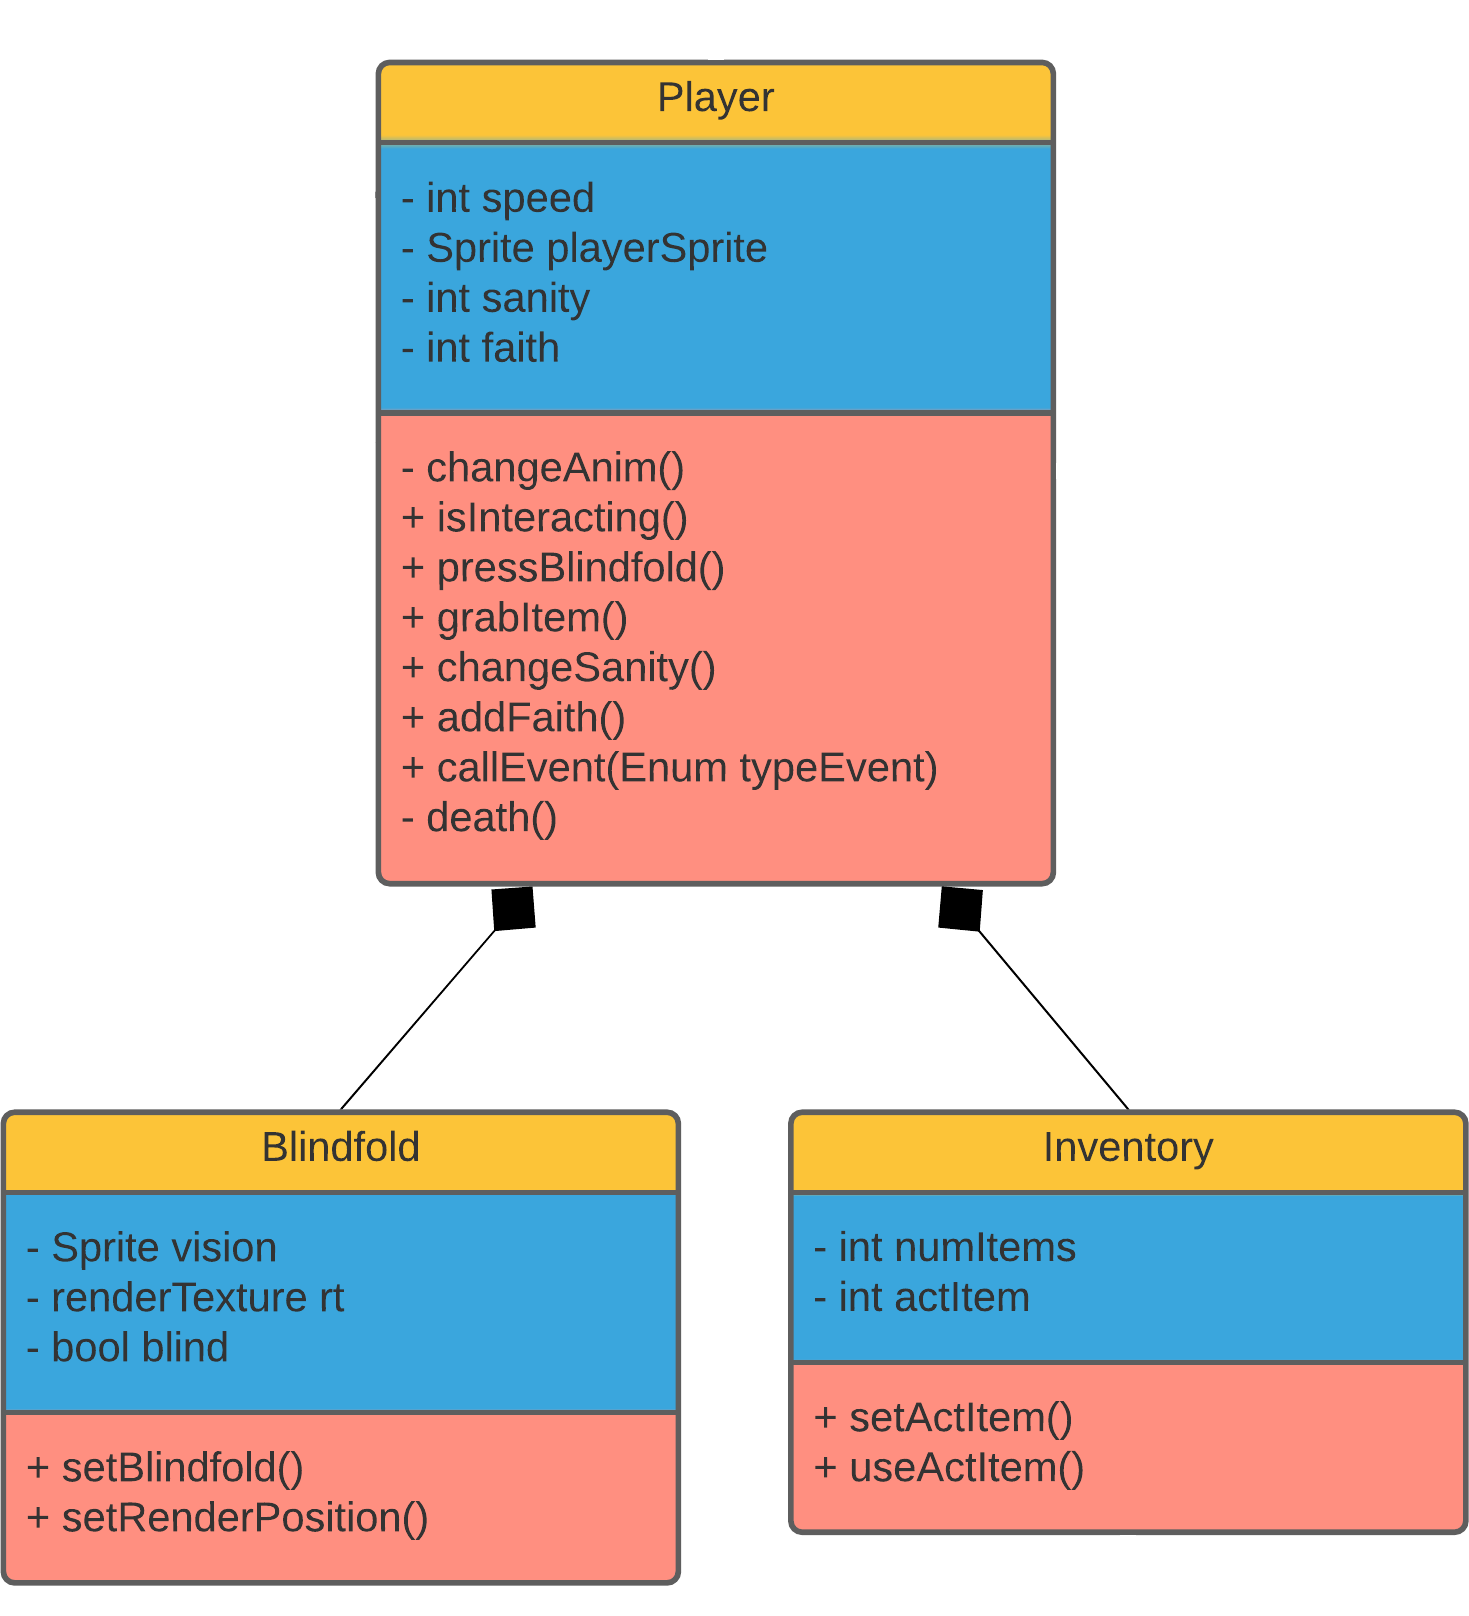 Player
- int speed
- Sprite playerSprite
- int sanity
- int faith
- changeAnim()
+ isInteracting()
+ pressBlindfold()
+ grabItem()
+ changeSanity()
+ addFaith()
+ callEvent(Enum typeEvent)
- death()
Blindfold
- Sprite vision
- renderTexture rt
- bool blind
+ setBlindfold()
+ setRenderPosition()
Inventory
- int numItems
- int actItem
+ setActItem()
+ useActItem()